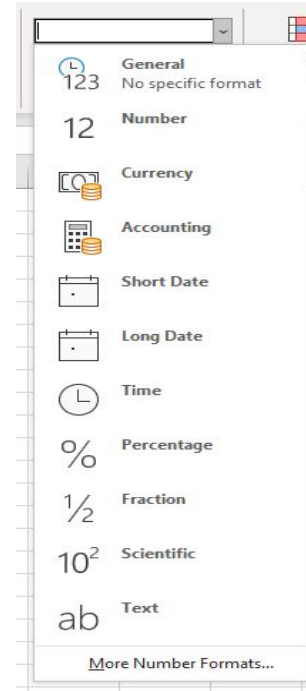 123
General
No specific format
12
Number
Currency
Accounting
Short Date
Long Date
Time
%
Percentage
½
Fraction
10²
Scientific
ab
Text
More Number Formats...